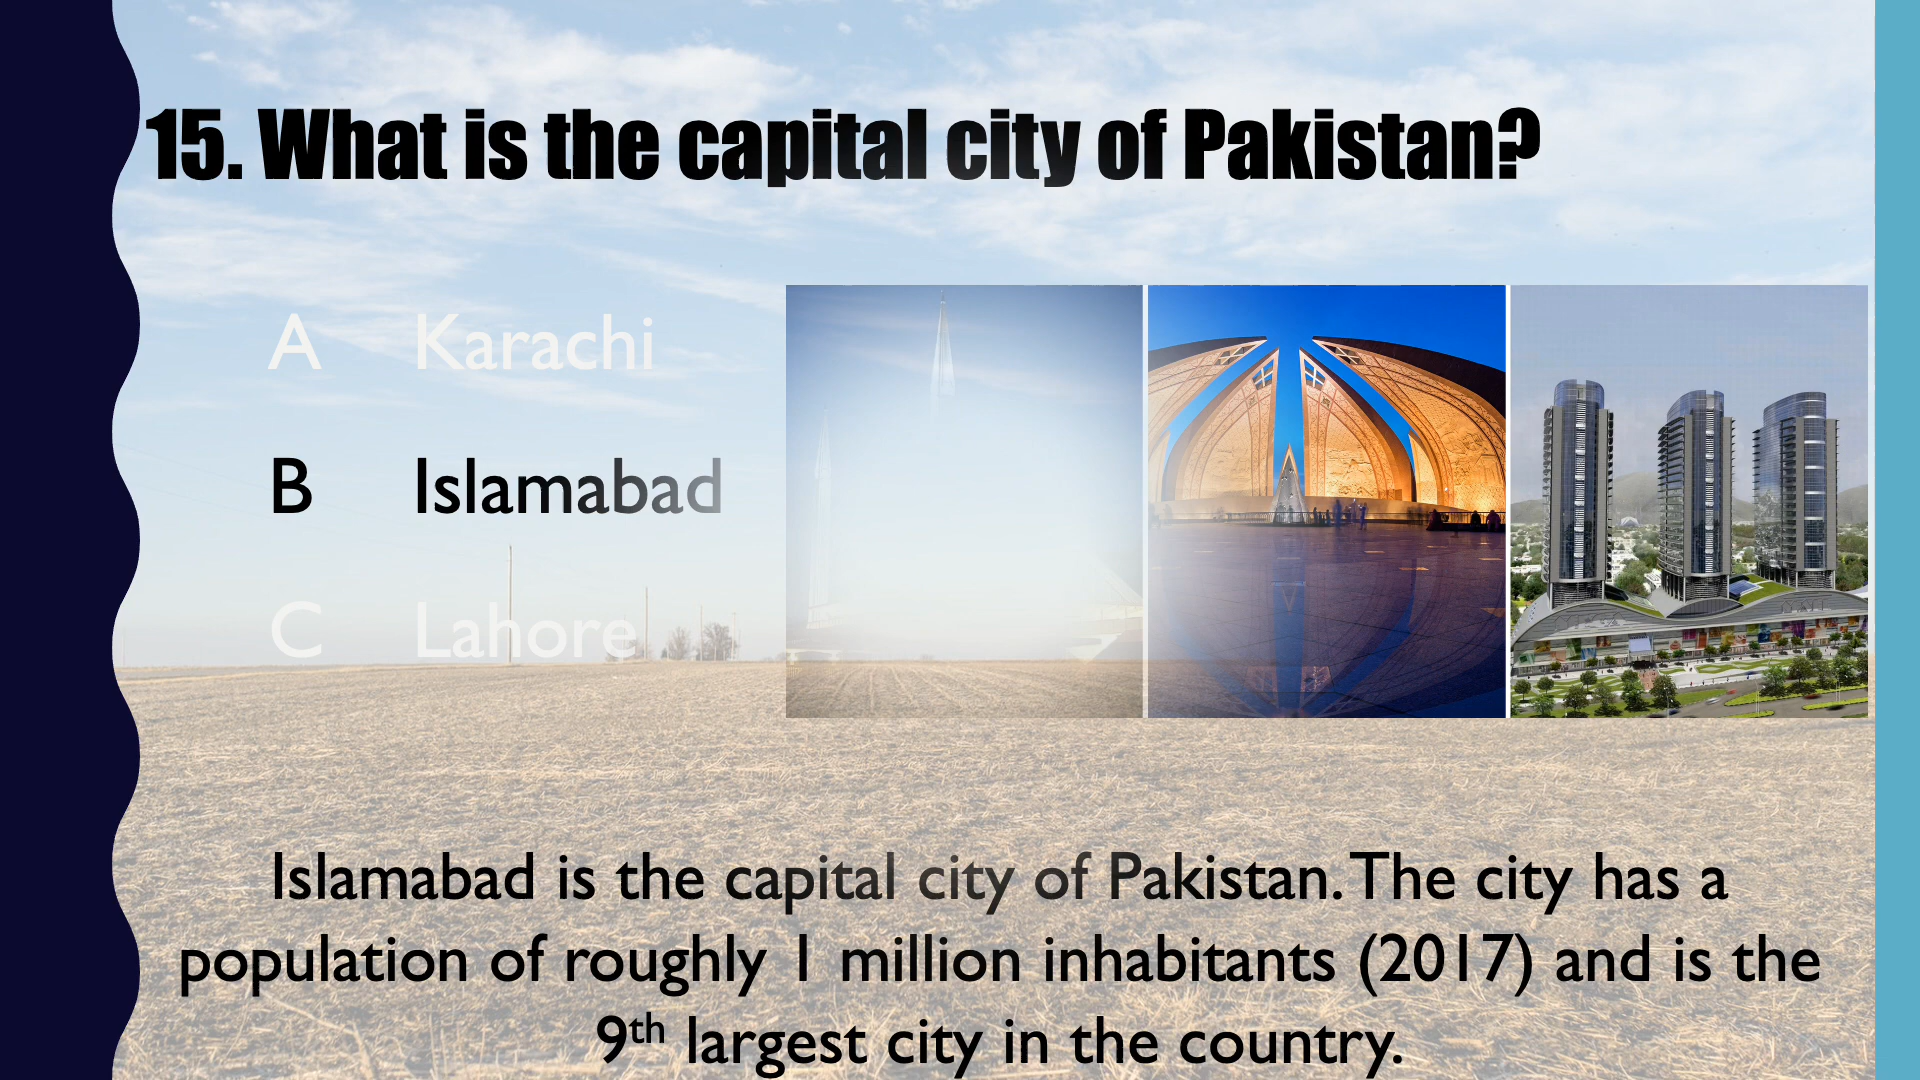 15. What is the capital city of Pakistan?
A Karachi
B Islamabad
C Lahore
Islamabad is the capital city of Pakistan. The city has a
population of roughly 1 million inhabitants (2017) and is the
9th largest city in the country.